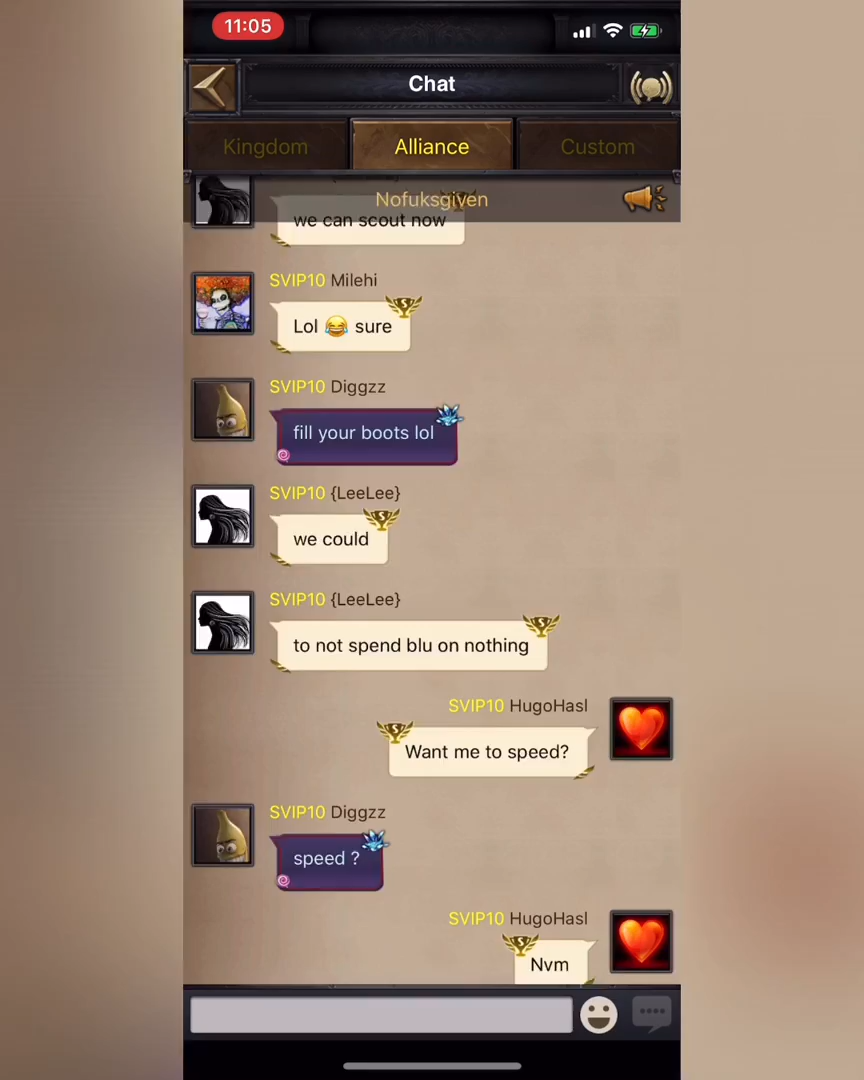 11:05
Chat
Kingdom
Alliance
Custom
Nofuksgiven
we can scout now
SVIP10 Milehi
Lol 😂 sure
SVIP10 Diggzz
fill your boots lol
SVIP10 {LeeLee}
we could
SVIP10 {LeeLee}
to not spend blu on nothing
SVIP10 HugoHasl
Want me to speed?
SVIP10 Diggzz
speed ?
SVIP10 HugoHasl
Nvm